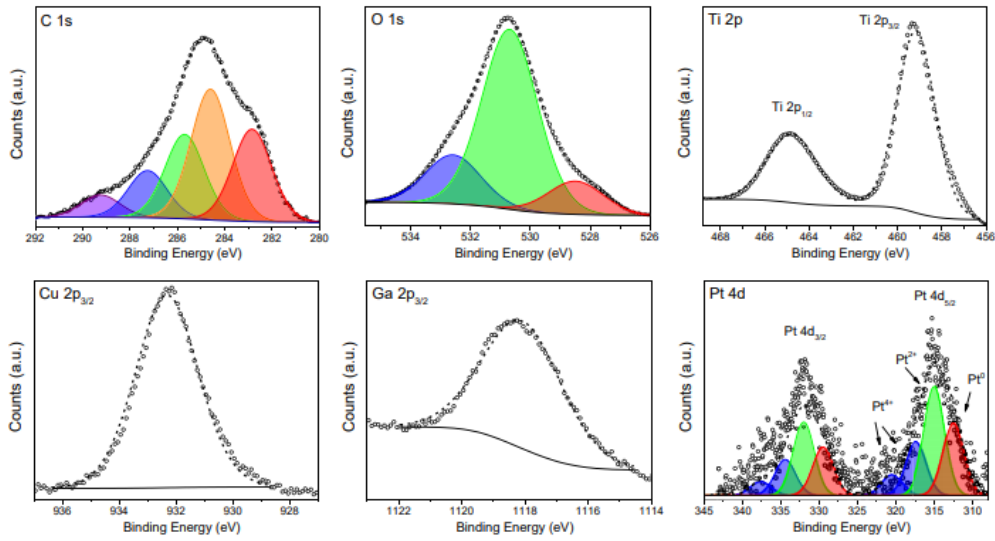 C 1s
Counts (a.u.)
292 290 288 286 284 282 280
Binding Energy (eV)
O 1s
Counts (a.u.)
534 532 530 528 526
Binding Energy (eV)
Ti 2p
Ti 2p3/2
Ti 2p1/2
Counts (a.u.)
468 466 464 462 460 458 456
Binding Energy (eV)
Cu 2p3/2
Counts (a.u.)
936 934 932 930 928
Binding Energy (eV)
Ga 2p3/2
Counts (a.u.)
1122 1120 1118 1116 1114
Binding Energy (eV)
Pt 4d
Pt 4d5/2
Pt 4d3/2
Pt2+
Pt0
Pt4+
Counts (a.u.)
345 340 335 330 325 320 315 310
Binding Energy (eV)